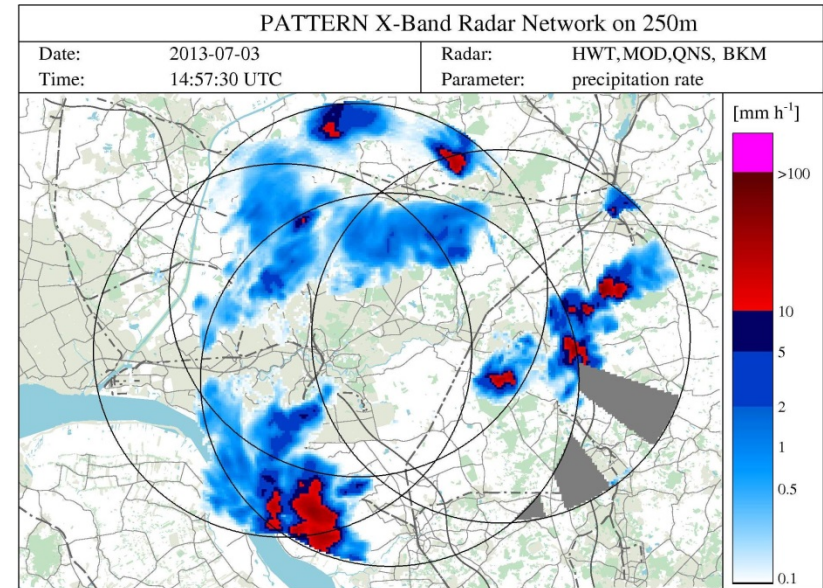 PATTERN X-Band Radar Network on 250m
Date: 2013-07-03 Radar: HWT,MOD,QNS, BKM
Time: 14:57:30 UTC Parameter: precipitation rate
[mm h⁻¹]
>100
10
5
2
1
0.5
0.1